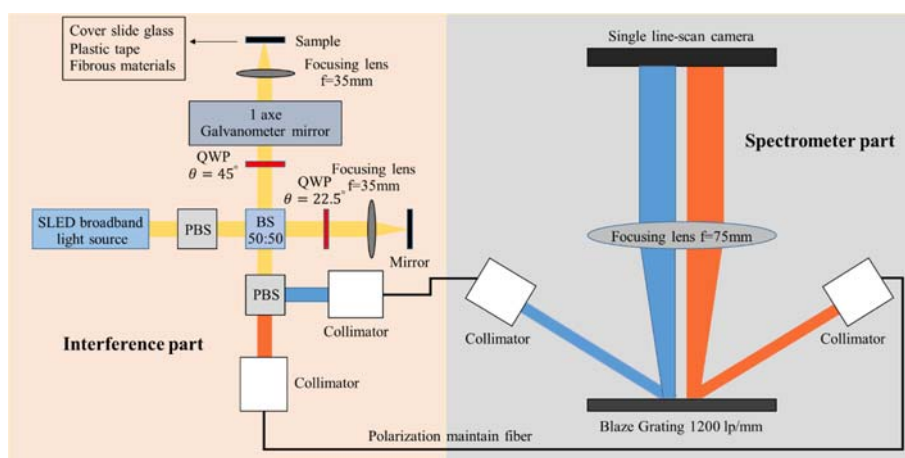 Cover slide glass
Plastic tape
Fibrous materials
Sample
Focusing lens
f=35mm
1 axe
Galvanometer mirror
QWP
θ = 45°
QWP
θ = 22.5°
Focusing lens
f=35mm
SLED broadband
light source
PBS
BS
50:50
Mirror
PBS
Collimator
Interference part
Collimator
Polarization maintain fiber
Single line-scan camera
Spectrometer part
Focusing lens f=75mm
Collimator
Collimator
Blaze Grating 1200 lp/mm